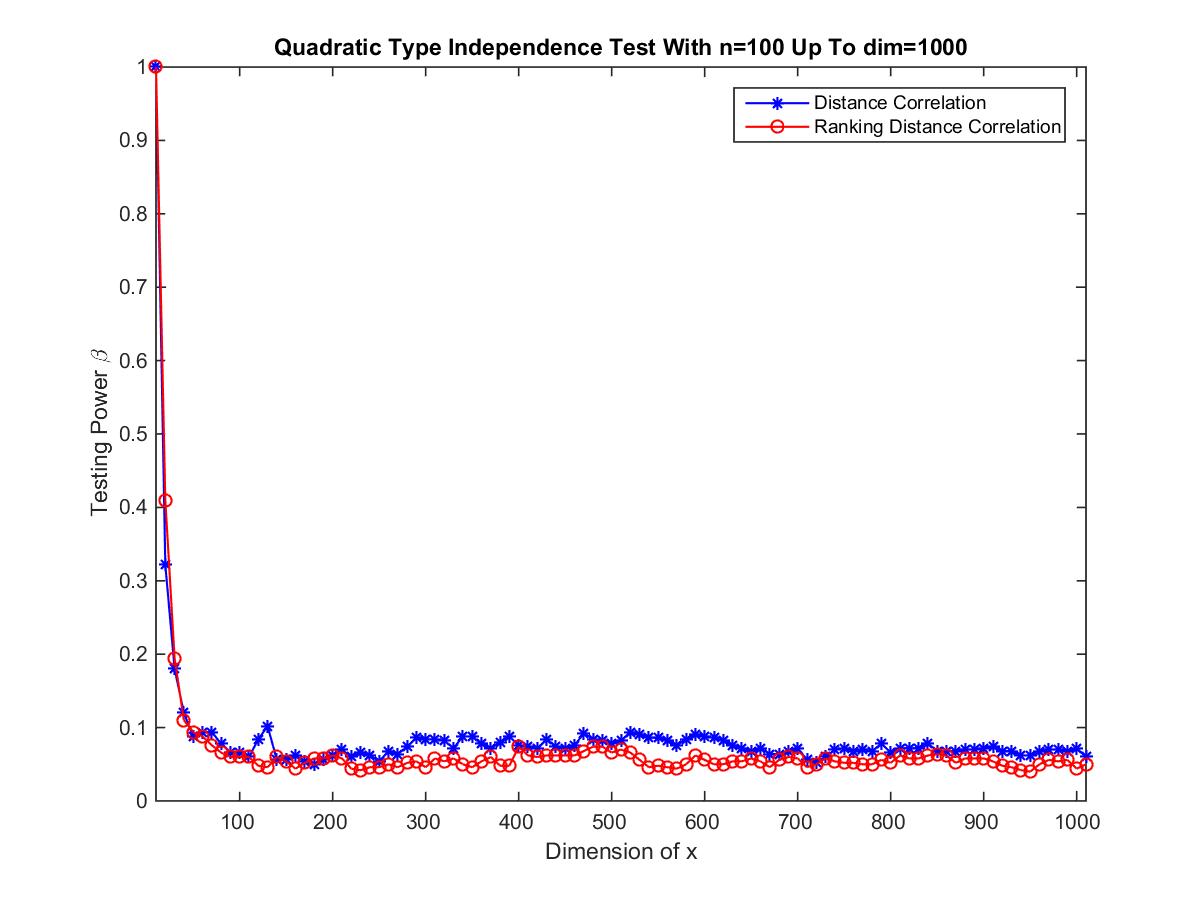 Quadratic Type Independence Test With n=100 Up To dim=1000
Distance Correlation
Ranking Distance Correlation
Testing Power β
1
0.9
0.8
0.7
0.6
0.5
0.4
0.3
0.2
0.1
0
100 200 300 400 500 600 700 800 900 1000
Dimension of x